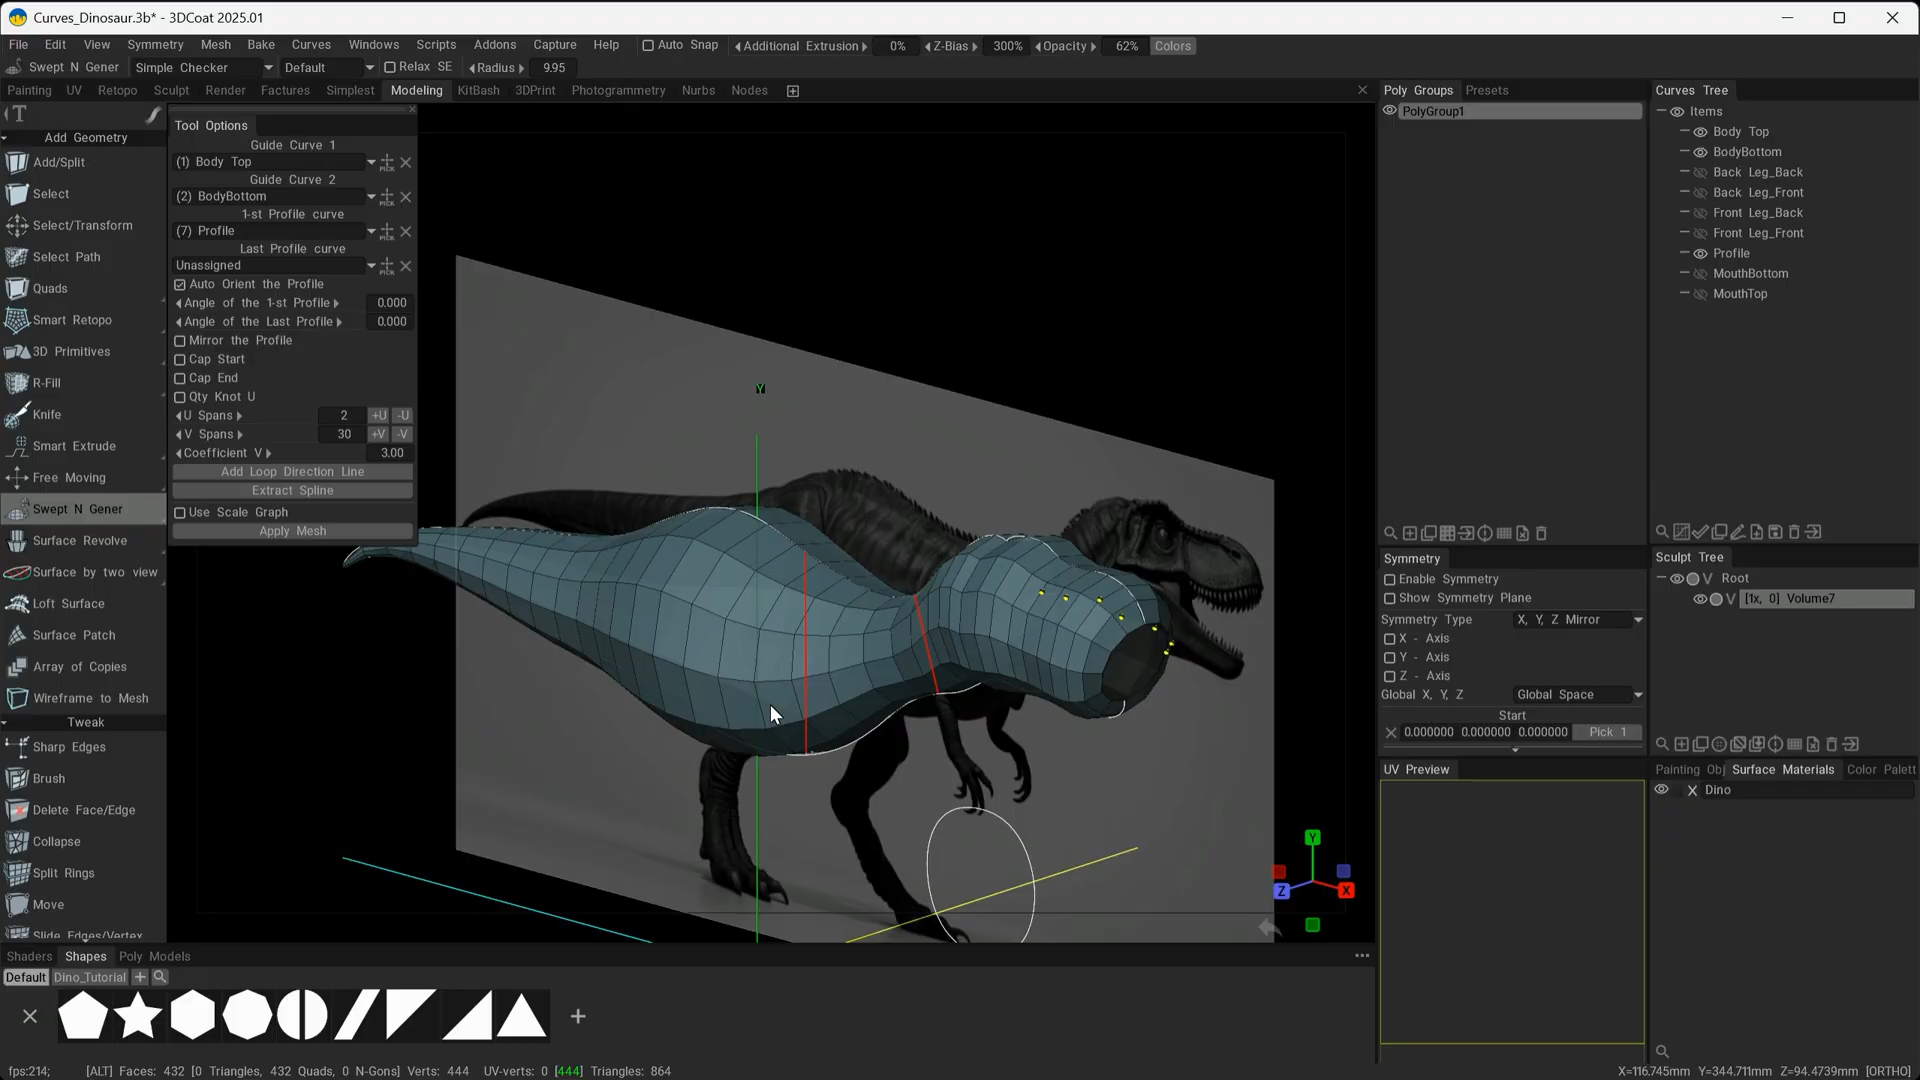 Curves_Dinosaur.3b* - 3DCoat 2025.01
File Edit View Symmetry Mesh Bake Curves Windows Scripts Addons Capture Help Auto Snap Additional Extrusion 0% Z-Bias 300% Opacity 62% Colors
Swept N Gener Simple Checker Default Relax SE Radius 9.95
Painting UV Retopo Sculpt Render Factures Simplest Modeling KitBash 3DPrint Photogrammetry Nurbs Nodes
T
Add Geometry
Add/Split
Select
Select/Transform
Select Path
Quads
Smart Retopo
3D Primitives
R-Fill
Knife
Smart Extrude
Free Moving
Swept N Gener
Surface Revolve
Surface by two view
Loft Surface
Surface Patch
Array of Copies
Wireframe to Mesh
Tweak
Sharp Edges
Brush
Delete Face/Edge
Collapse
Split Rings
Move
Slide Edges/Vertex
Tool Options
Guide Curve 1
(1) Body Top PICK
Guide Curve 2
(2) BodyBottom PICK
1-st Profile curve
(7) Profile PICK
Last Profile curve
Unassigned PICK
Auto Orient the Profile
Angle of the 1-st Profile 0.000
Angle of the Last Profile 0.000
Mirror the Profile
Cap Start
Cap End
Qty Knot U
U Spans 2 +U -U
V Spans 30 +V -V
Coefficient V 3.00
Add Loop Direction Line
Extract Spline
Use Scale Graph
Apply Mesh
Y
Y
Z
X
Poly Groups Presets
PolyGroup1
Symmetry
Enable Symmetry
Show Symmetry Plane
Symmetry Type X, Y, Z Mirror
X - Axis
Y - Axis
Z - Axis
Global X, Y, Z Global Space
Start
0.000000 0.000000 0.000000 Pick 1
UV Preview
Curves Tree
Items
Body Top
BodyBottom
Back Leg_Back
Back Leg_Front
Front Leg_Back
Front Leg_Front
Profile
MouthBottom
MouthTop
Sculpt Tree
V Root
V [1x, 0] Volume7
Painting Obj Surface Materials Color Palett
Dino
Shaders Shapes Poly Models
Default Dino_Tutorial
fps:214; [ALT] Faces: 432 [0 Triangles, 432 Quads, 0 N-Gons] Verts: 444 UV-verts: 0 [444] Triangles: 864 X=116.745mm Y=344.711mm Z=94.4739mm [ORTHO]